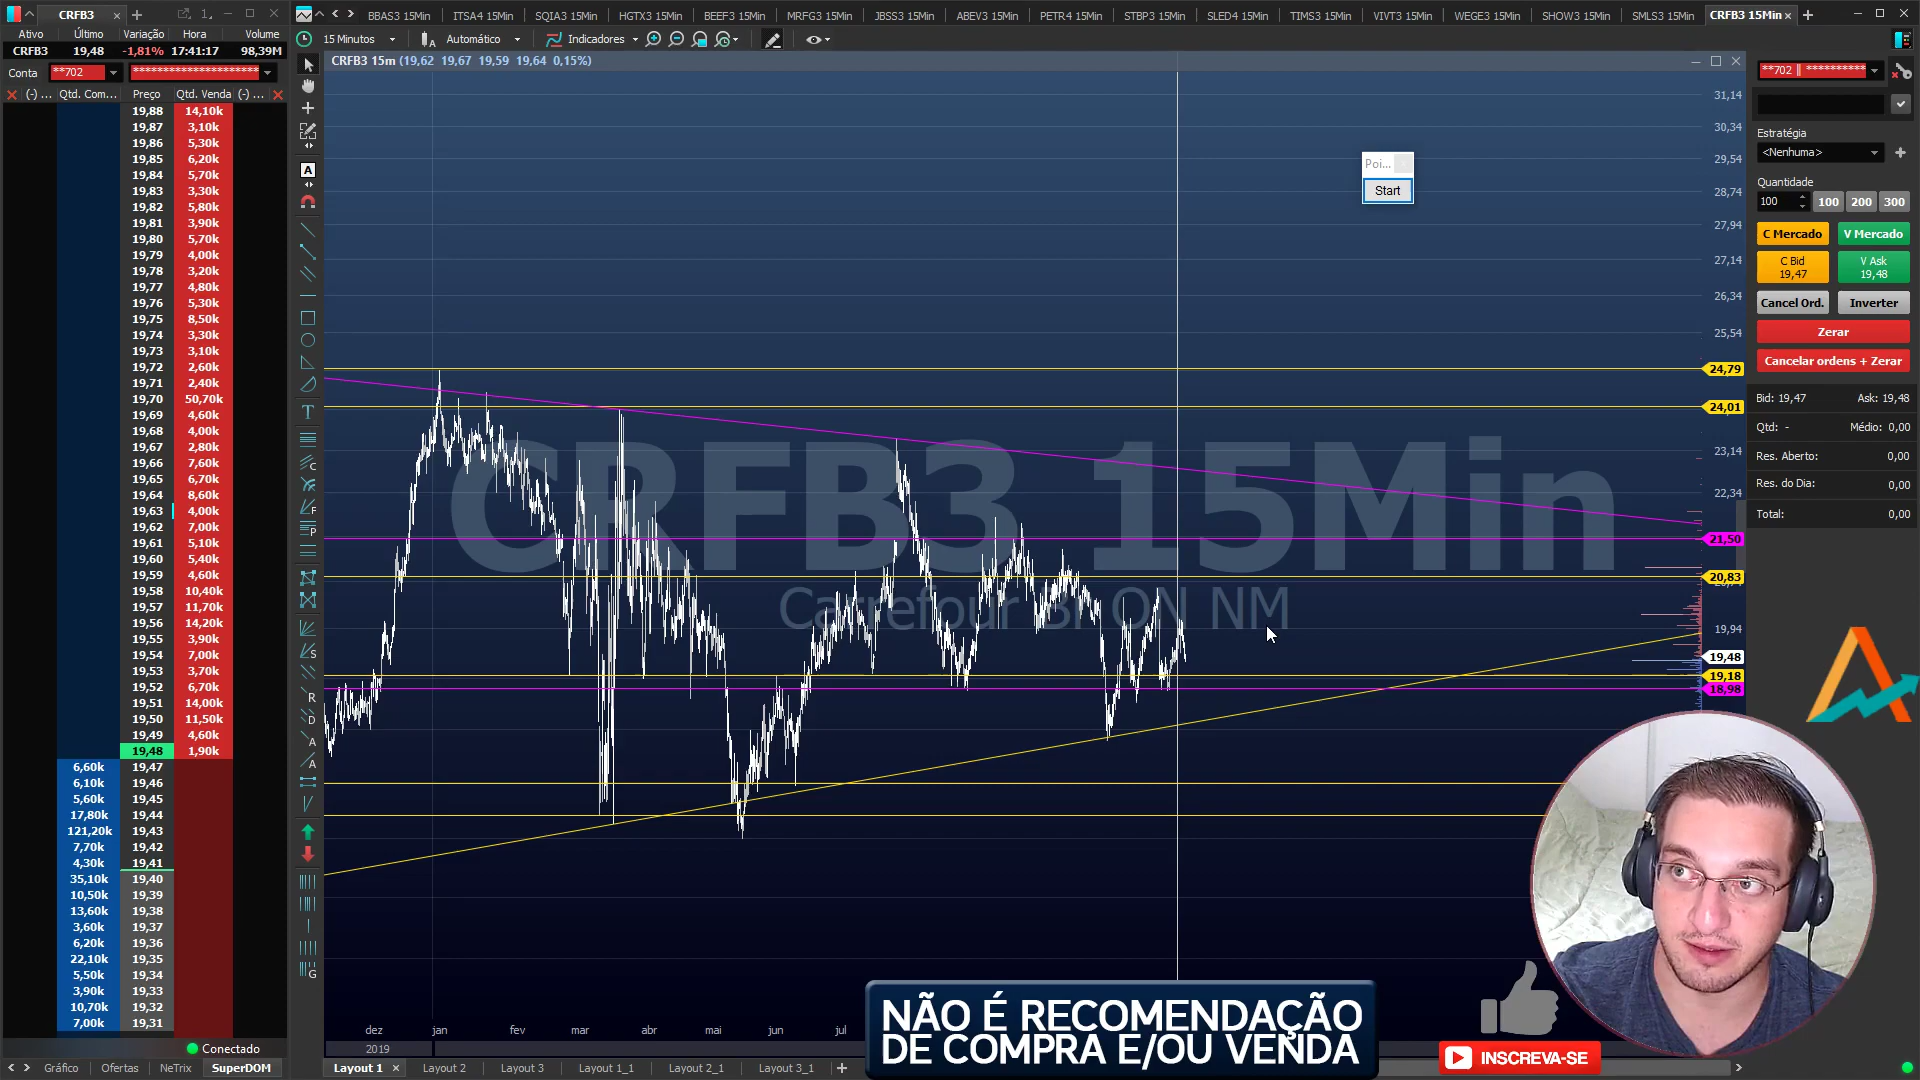 CRFB3
1
Ativo Último Variação Hora Volume
CRFB3 19,48 -1,81% 17:41:17 98,39M
Conta **702 **********************
(-) ... Qtd. Com... Preço Qtd. Venda (-) ...
19,88 14,10k
19,87 3,10k
19,86 5,30k
19,85 6,20k
19,84 5,70k
19,83 3,30k
19,82 5,80k
19,81 3,90k
19,80 5,70k
19,79 4,00k
19,78 3,20k
19,77 4,80k
19,76 5,30k
19,75 8,50k
19,74 3,30k
19,73 3,10k
19,72 2,60k
19,71 2,40k
19,70 50,70k
19,69 4,60k
19,68 4,00k
19,67 2,80k
19,66 7,60k
19,65 6,70k
19,64 8,60k
19,63 4,00k
19,62 7,00k
19,61 5,10k
19,60 5,40k
19,59 4,60k
19,58 10,40k
19,57 11,70k
19,56 14,20k
19,55 3,90k
19,54 7,00k
19,53 3,70k
19,52 6,70k
19,51 14,00k
19,50 11,50k
19,49 4,60k
19,48 1,90k
6,60k 19,47
6,10k 19,46
5,60k 19,45
17,80k 19,44
121,20k 19,43
7,70k 19,42
4,30k 19,41
35,10k 19,40
10,50k 19,39
13,60k 19,38
3,60k 19,37
6,20k 19,36
22,10k 19,35
5,50k 19,34
3,90k 19,33
10,70k 19,32
7,00k 19,31
Conectado
Gráfico Ofertas NeTrix SuperDOM
BBAS3 15Min ITSA4 15Min SQIA3 15Min HGTX3 15Min BEEF3 15Min MRFG3 15Min JBSS3 15Min ABEV3 15Min PETR4 15Min STBP3 15Min SLED4 15Min TIMS3 15Min VIVT3 15Min WEGE3 15Min SHOW3 15Min SMLS3 15Min CRFB3 15Min
15 Minutos Automático Indicadores
CRFB3 15m (19,62 19,67 19,59 19,64 0,15%)
CRFB3 15Min
Carrefour BR ON NM
Poi...
Start
31,14
30,34
29,54
28,74
27,94
27,14
26,34
25,54
24,79
24,01
23,14
22,34
21,50
20,83
19,94
19,48
19,18
18,98
dez jan fev mar abr mai jun jul
2019
Layout 1 Layout 2 Layout 3 Layout 1_1 Layout 2_1 Layout 3_1
**702 || **********
Estratégia
<Nenhuma>
Quantidade
100 100 200 300
C Mercado V Mercado
C Bid V Ask
19,47 19,48
Cancel Ord. Inverter
Zerar
Cancelar ordens + Zerar
Bid: 19,47 Ask: 19,48
Qtd: - Médio: 0,00
Res. Aberto: 0,00
Res. do Dia: 0,00
Total: 0,00
NÃO É RECOMENDAÇÃO
DE COMPRA E/OU VENDA
INSCREVA-SE